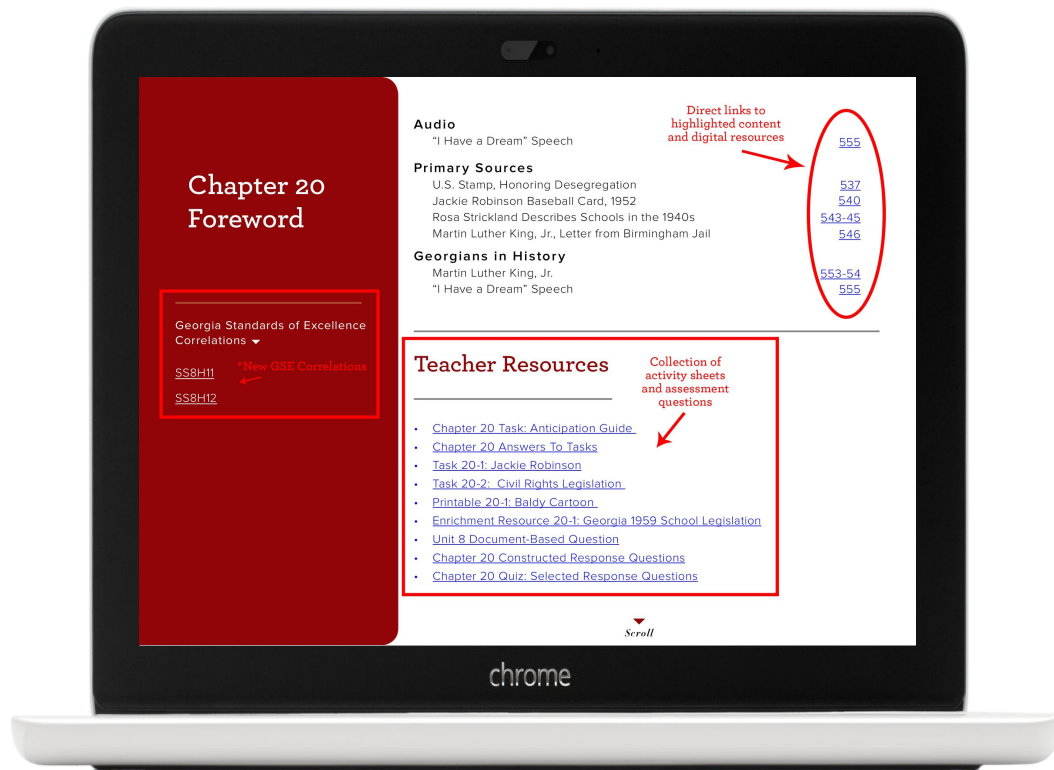 Chapter 20
Foreword
Georgia Standards of Excellence
Correlations
SS8H11
*New GSE Correlations
SS8H12
Audio
"I Have a Dream" Speech
555
Direct links to
highlighted content
and digital resources
Primary Sources
U.S. Stamp, Honoring Desegregation
537
Jackie Robinson Baseball Card, 1952
540
Rosa Strickland Describes Schools in the 1940s
543-45
Martin Luther King, Jr., Letter from Birmingham Jail
546
Georgians in History
Martin Luther King, Jr.
553-54
"I Have a Dream" Speech
555
Teacher Resources
Collection of
activity sheets
and assessment
questions
• Chapter 20 Task: Anticipation Guide
• Chapter 20 Answers To Tasks
• Task 20-1: Jackie Robinson
• Task 20-2: Civil Rights Legislation
• Printable 20-1: Baldy Cartoon
• Enrichment Resource 20-1: Georgia 1959 School Legislation
• Unit 8 Document-Based Question
• Chapter 20 Constructed Response Questions
• Chapter 20 Quiz: Selected Response Questions
Scroll
chrome